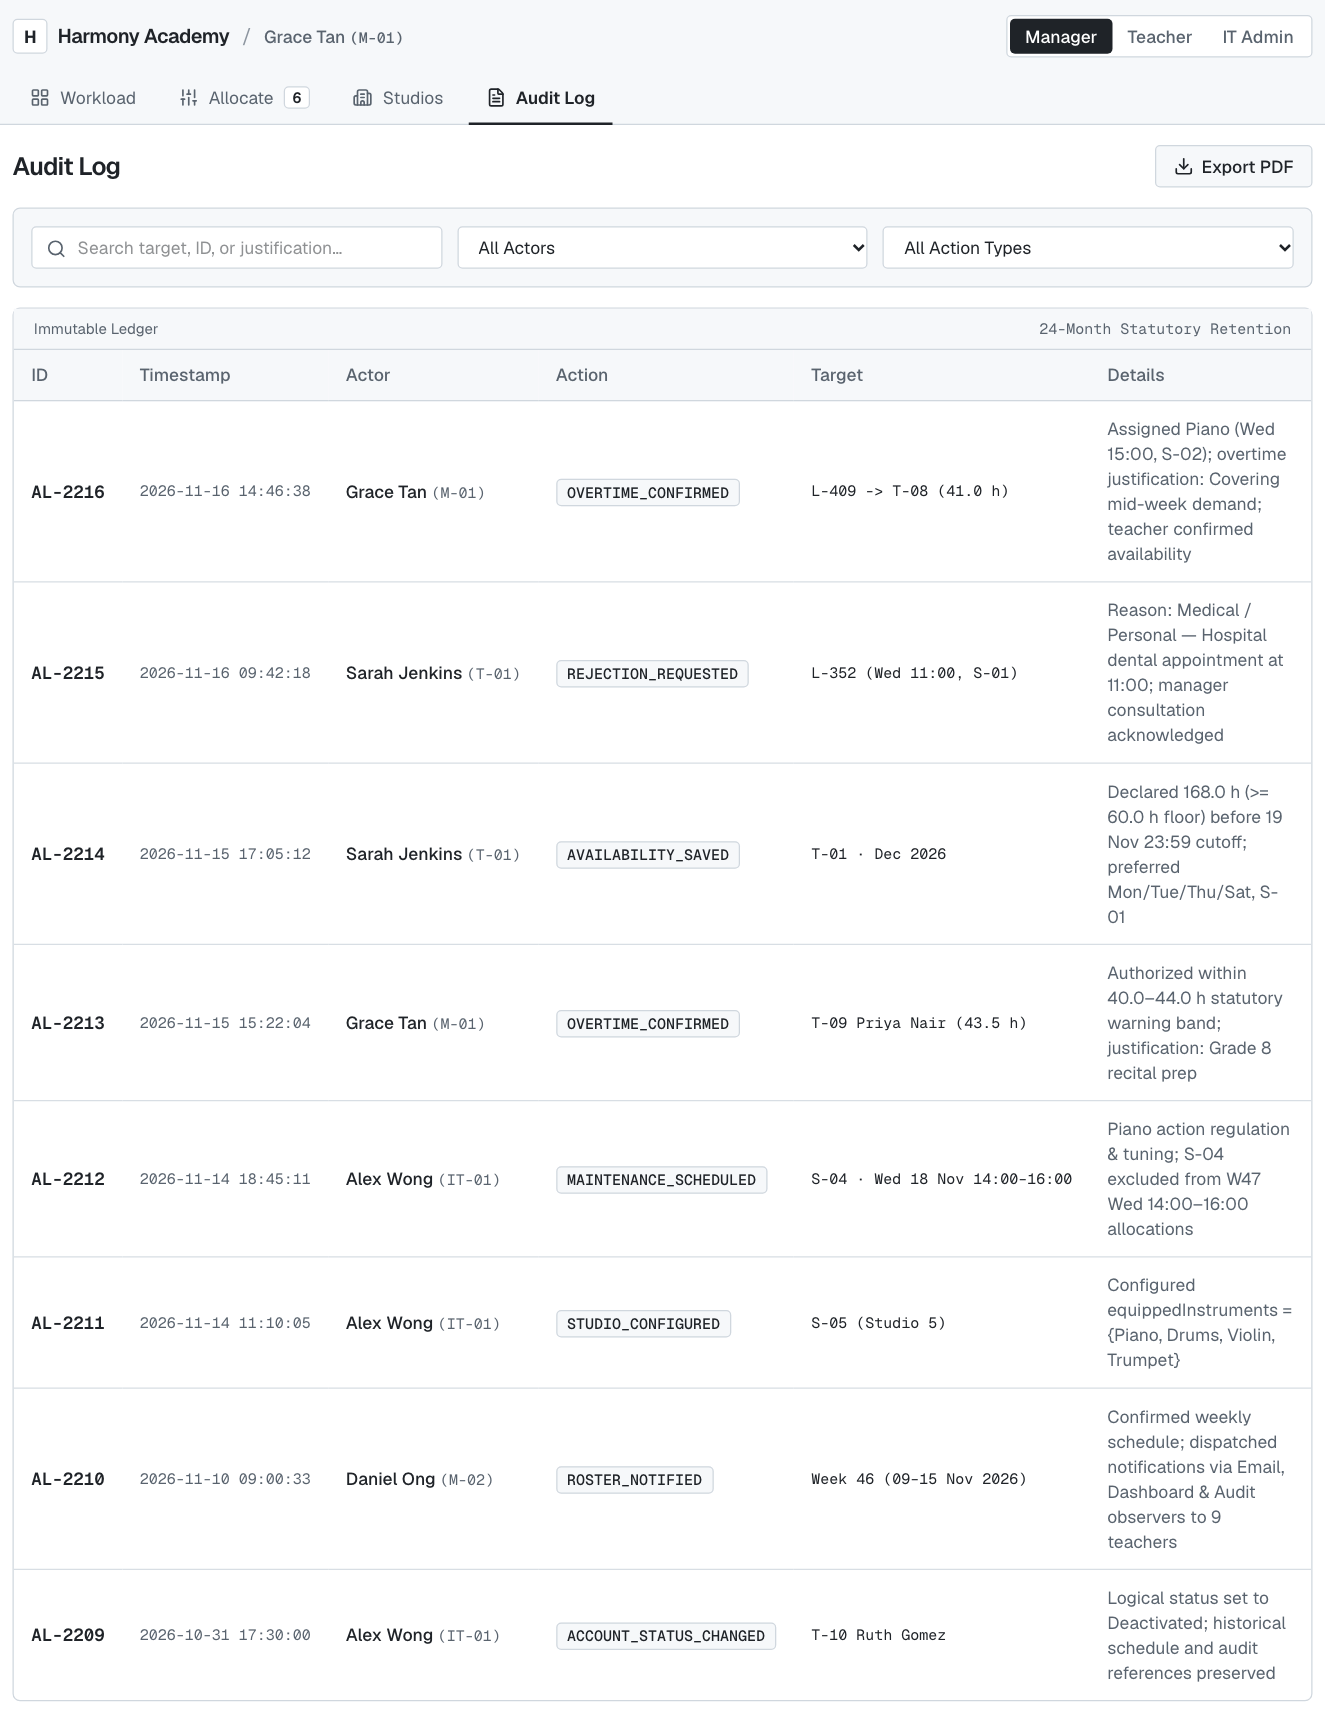 H Harmony Academy / Grace Tan (M-01) Manager Teacher IT Admin
Workload Allocate 6 Studios Audit Log
Audit Log Export PDF
Search target, ID, or justification... All Actors All Action Types
Immutable Ledger 24-Month Statutory Retention
ID Timestamp Actor Action Target Details
AL-2216 2026-11-16 14:46:38 Grace Tan (M-01) OVERTIME_CONFIRMED L-409 -> T-08 (41.0 h)
Assigned Piano (Wed
15:00, S-02); overtime
justification: Covering
mid-week demand;
teacher confirmed
availability
AL-2215 2026-11-16 09:42:18 Sarah Jenkins (T-01) REJECTION_REQUESTED L-352 (Wed 11:00, S-01)
Reason: Medical /
Personal — Hospital
dental appointment at
11:00; manager
consultation
acknowledged
AL-2214 2026-11-15 17:05:12 Sarah Jenkins (T-01) AVAILABILITY_SAVED T-01 · Dec 2026
Declared 168.0 h (>=
60.0 h floor) before 19
Nov 23:59 cutoff;
preferred
Mon/Tue/Thu/Sat, S-
01
AL-2213 2026-11-15 15:22:04 Grace Tan (M-01) OVERTIME_CONFIRMED T-09 Priya Nair (43.5 h)
Authorized within
40.0–44.0 h statutory
warning band;
justification: Grade 8
recital prep
AL-2212 2026-11-14 18:45:11 Alex Wong (IT-01) MAINTENANCE_SCHEDULED S-04 · Wed 18 Nov 14:00–16:00
Piano action regulation
& tuning; S-04
excluded from W47
Wed 14:00–16:00
allocations
AL-2211 2026-11-14 11:10:05 Alex Wong (IT-01) STUDIO_CONFIGURED S-05 (Studio 5)
Configured
equippedInstruments =
{Piano, Drums, Violin,
Trumpet}
AL-2210 2026-11-10 09:00:33 Daniel Ong (M-02) ROSTER_NOTIFIED Week 46 (09–15 Nov 2026)
Confirmed weekly
schedule; dispatched
notifications via Email,
Dashboard & Audit
observers to 9
teachers
AL-2209 2026-10-31 17:30:00 Alex Wong (IT-01) ACCOUNT_STATUS_CHANGED T-10 Ruth Gomez
Logical status set to
Deactivated; historical
schedule and audit
references preserved